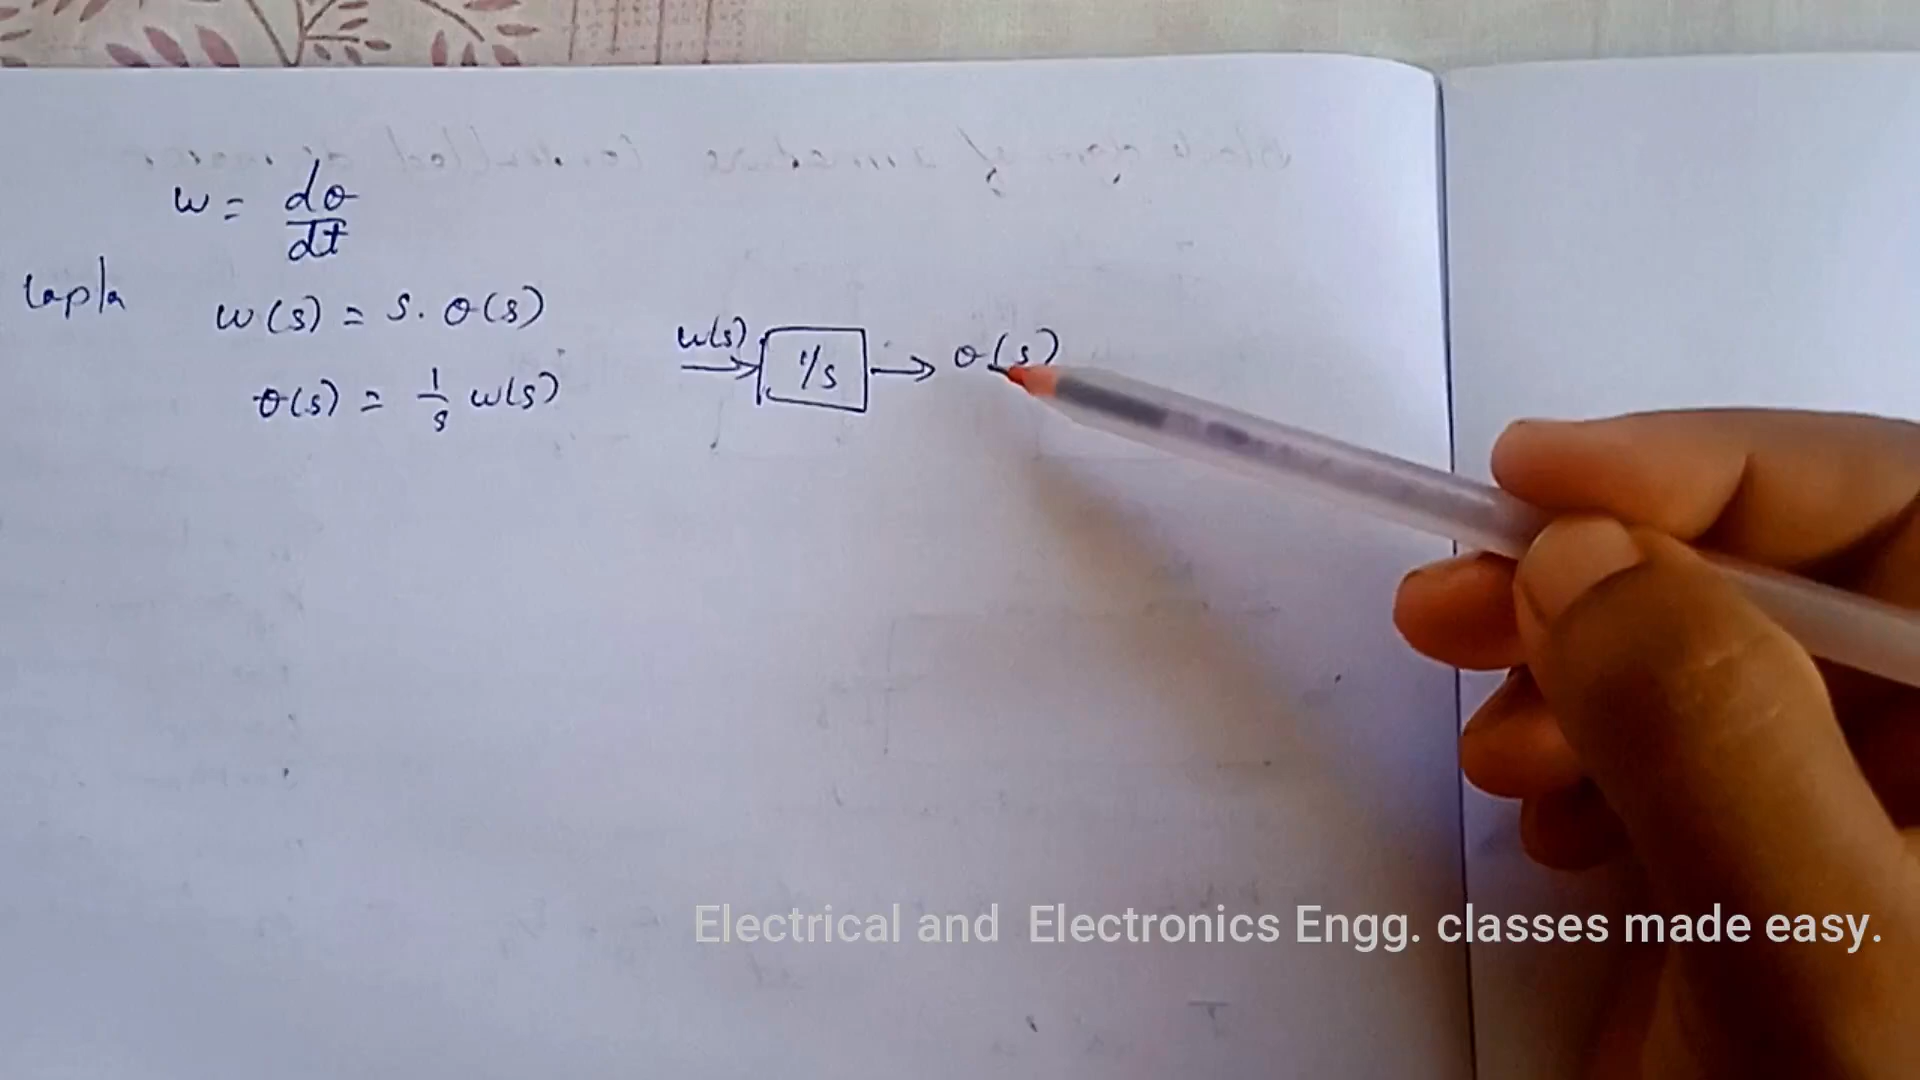 w = dθ/dt
Lapla
w(s) = s. θ(s)
θ(s) = 1/s w(s)
w(s) 1/s θ(s)
Electrical and Electronics Engg. classes made easy.